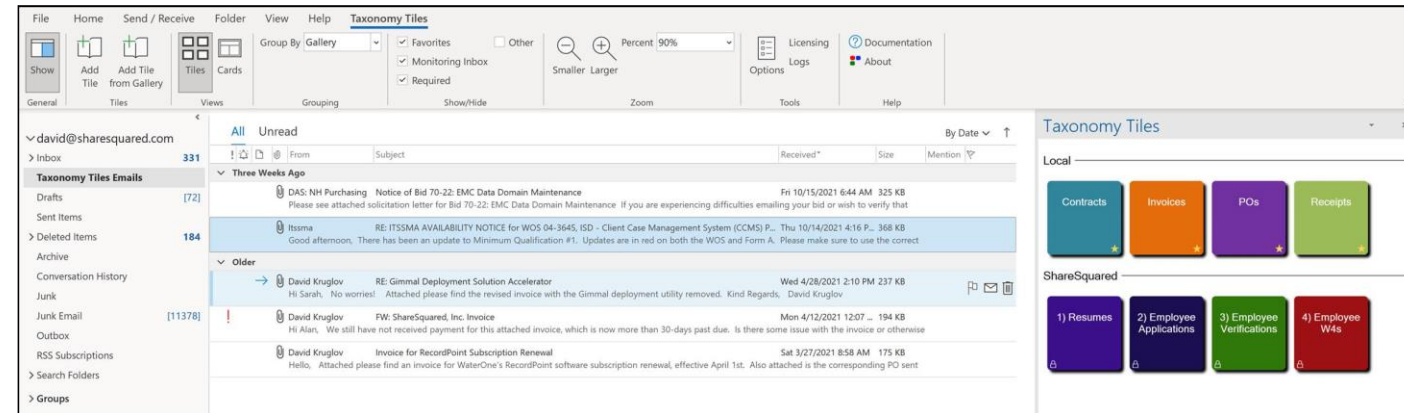 File Home Send / Receive Folder View Help Taxonomy Tiles
Show
Add Tile
Add Tile from Gallery
Tiles
Cards
Group By Gallery
Favorites
Other
Monitoring Inbox
Required
Smaller Larger
Percent 90%
Options
Licensing
Logs
Documentation
About
General Tiles Views Grouping Show/Hide Zoom Tools Help
david@sharesquared.com
Inbox 331
Taxonomy Tiles Emails
Drafts [72]
Sent Items
Deleted Items 184
Archive
Conversation History
Junk
Junk Email [11378]
Outbox
RSS Subscriptions
Search Folders
Groups
All Unread By Date
From Subject Received Size Mention
Three Weeks Ago
DAS: NH Purchasing Notice of Bid 70-22: EMC Data Domain Maintenance Fri 10/15/2021 6:44 AM 325 KB
Please see attached solicitation letter for Bid 70-22: EMC Data Domain Maintenance If you are experiencing difficulties emailing your bid or wish to verify that
Itssma RE: ITSSMA AVAILABILITY NOTICE for WOS 04-3645, ISD - Client Case Management System (CCMS) P... Thu 10/14/2021 4:16 P... 368 KB
Good afternoon, There has been an update to Minimum Qualification #1. Updates are in red on both the WOS and Form A. Please make sure to use the correct
Older
David Kruglov RE: Gimmal Deployment Solution Accelerator Wed 4/28/2021 2:10 PM 237 KB
Hi Sarah, No worries! Attached please find the revised invoice with the Gimmal deployment utility removed. Kind Regards, David Kruglov
David Kruglov FW: ShareSquared, Inc. Invoice Mon 4/12/2021 12:07 ... 194 KB
Hi Alan, We still have not received payment for this attached invoice, which is now more than 30-days past due. Is there some issue with the invoice or otherwise
David Kruglov Invoice for RecordPoint Subscription Renewal Sat 3/27/2021 8:58 AM 175 KB
Hello, Attached please find an invoice for WaterOne's RecordPoint software subscription renewal, effective April 1st. Also attached is the corresponding PO sent
Taxonomy Tiles
Local
Contracts Invoices POs Receipts
ShareSquared
1) Resumes
2) Employee Applications
3) Employee Verifications
4) Employee W4s